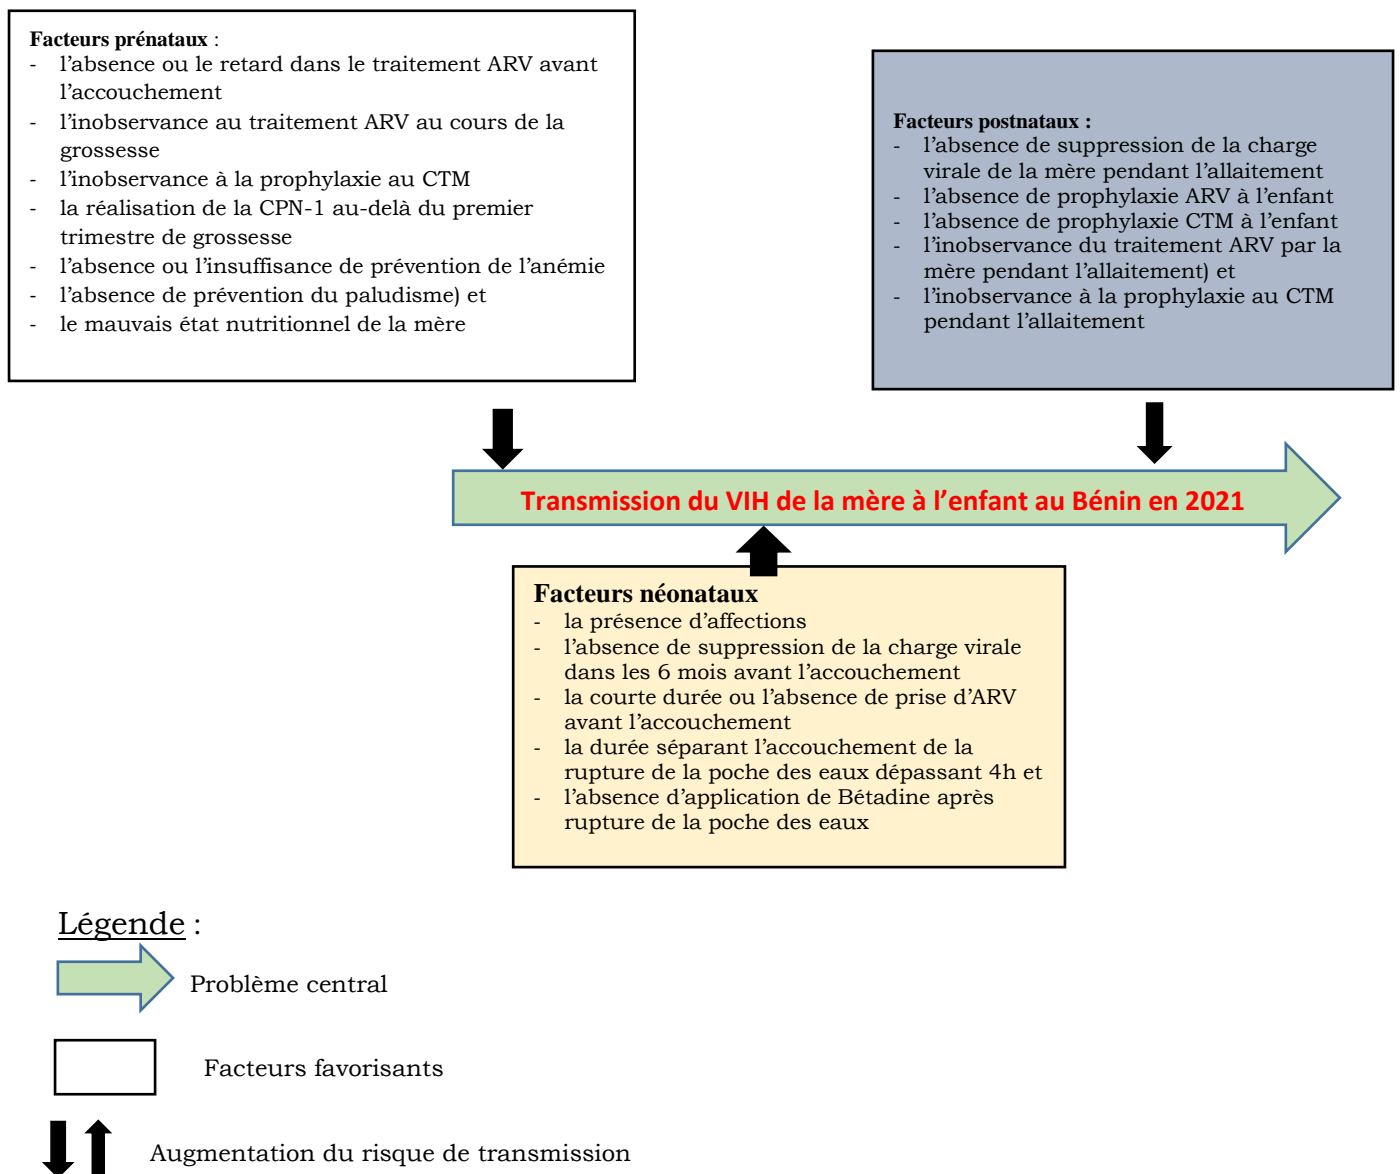 Facteurs prénataux :
- l’absence ou le retard dans le traitement ARV avant
l’accouchement
- l’inobservance au traitement ARV au cours de la
grossesse
- l’inobservance à la prophylaxie au CTM
- la réalisation de la CPN-1 au-delà du premier
trimestre de grossesse
- l’absence ou l’insuffisance de prévention de l’anémie
- l’absence de prévention du paludisme) et
- le mauvais état nutritionnel de la mère
Facteurs postnataux :
- l’absence de suppression de la charge
virale de la mère pendant l’allaitement
- l’absence de prophylaxie ARV à l’enfant
- l’absence de prophylaxie CTM à l’enfant
- l’inobservance du traitement ARV par la
mère pendant l’allaitement) et
- l’inobservance à la prophylaxie au CTM
pendant l’allaitement
Transmission du VIH de la mère à l’enfant au Bénin en 2021
Facteurs néonataux
- la présence d’affections
- l’absence de suppression de la charge virale
dans les 6 mois avant l’accouchement
- la courte durée ou l’absence de prise d’ARV
avant l’accouchement
- la durée séparant l’accouchement de la
rupture de la poche des eaux dépassant 4h et
- l’absence d’application de Bétadine après
rupture de la poche des eaux
Légende :
Problème central
Facteurs favorisants
Augmentation du risque de transmission